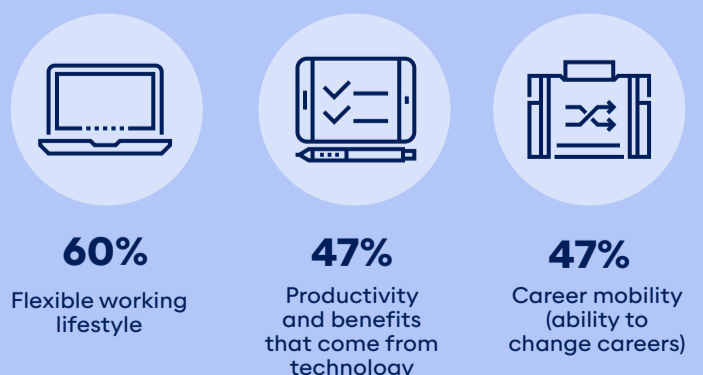 60%
Flexible working
lifestyle
47%
Productivity
and benefits
that come from
technology
47%
Career mobility
(ability to
change careers)